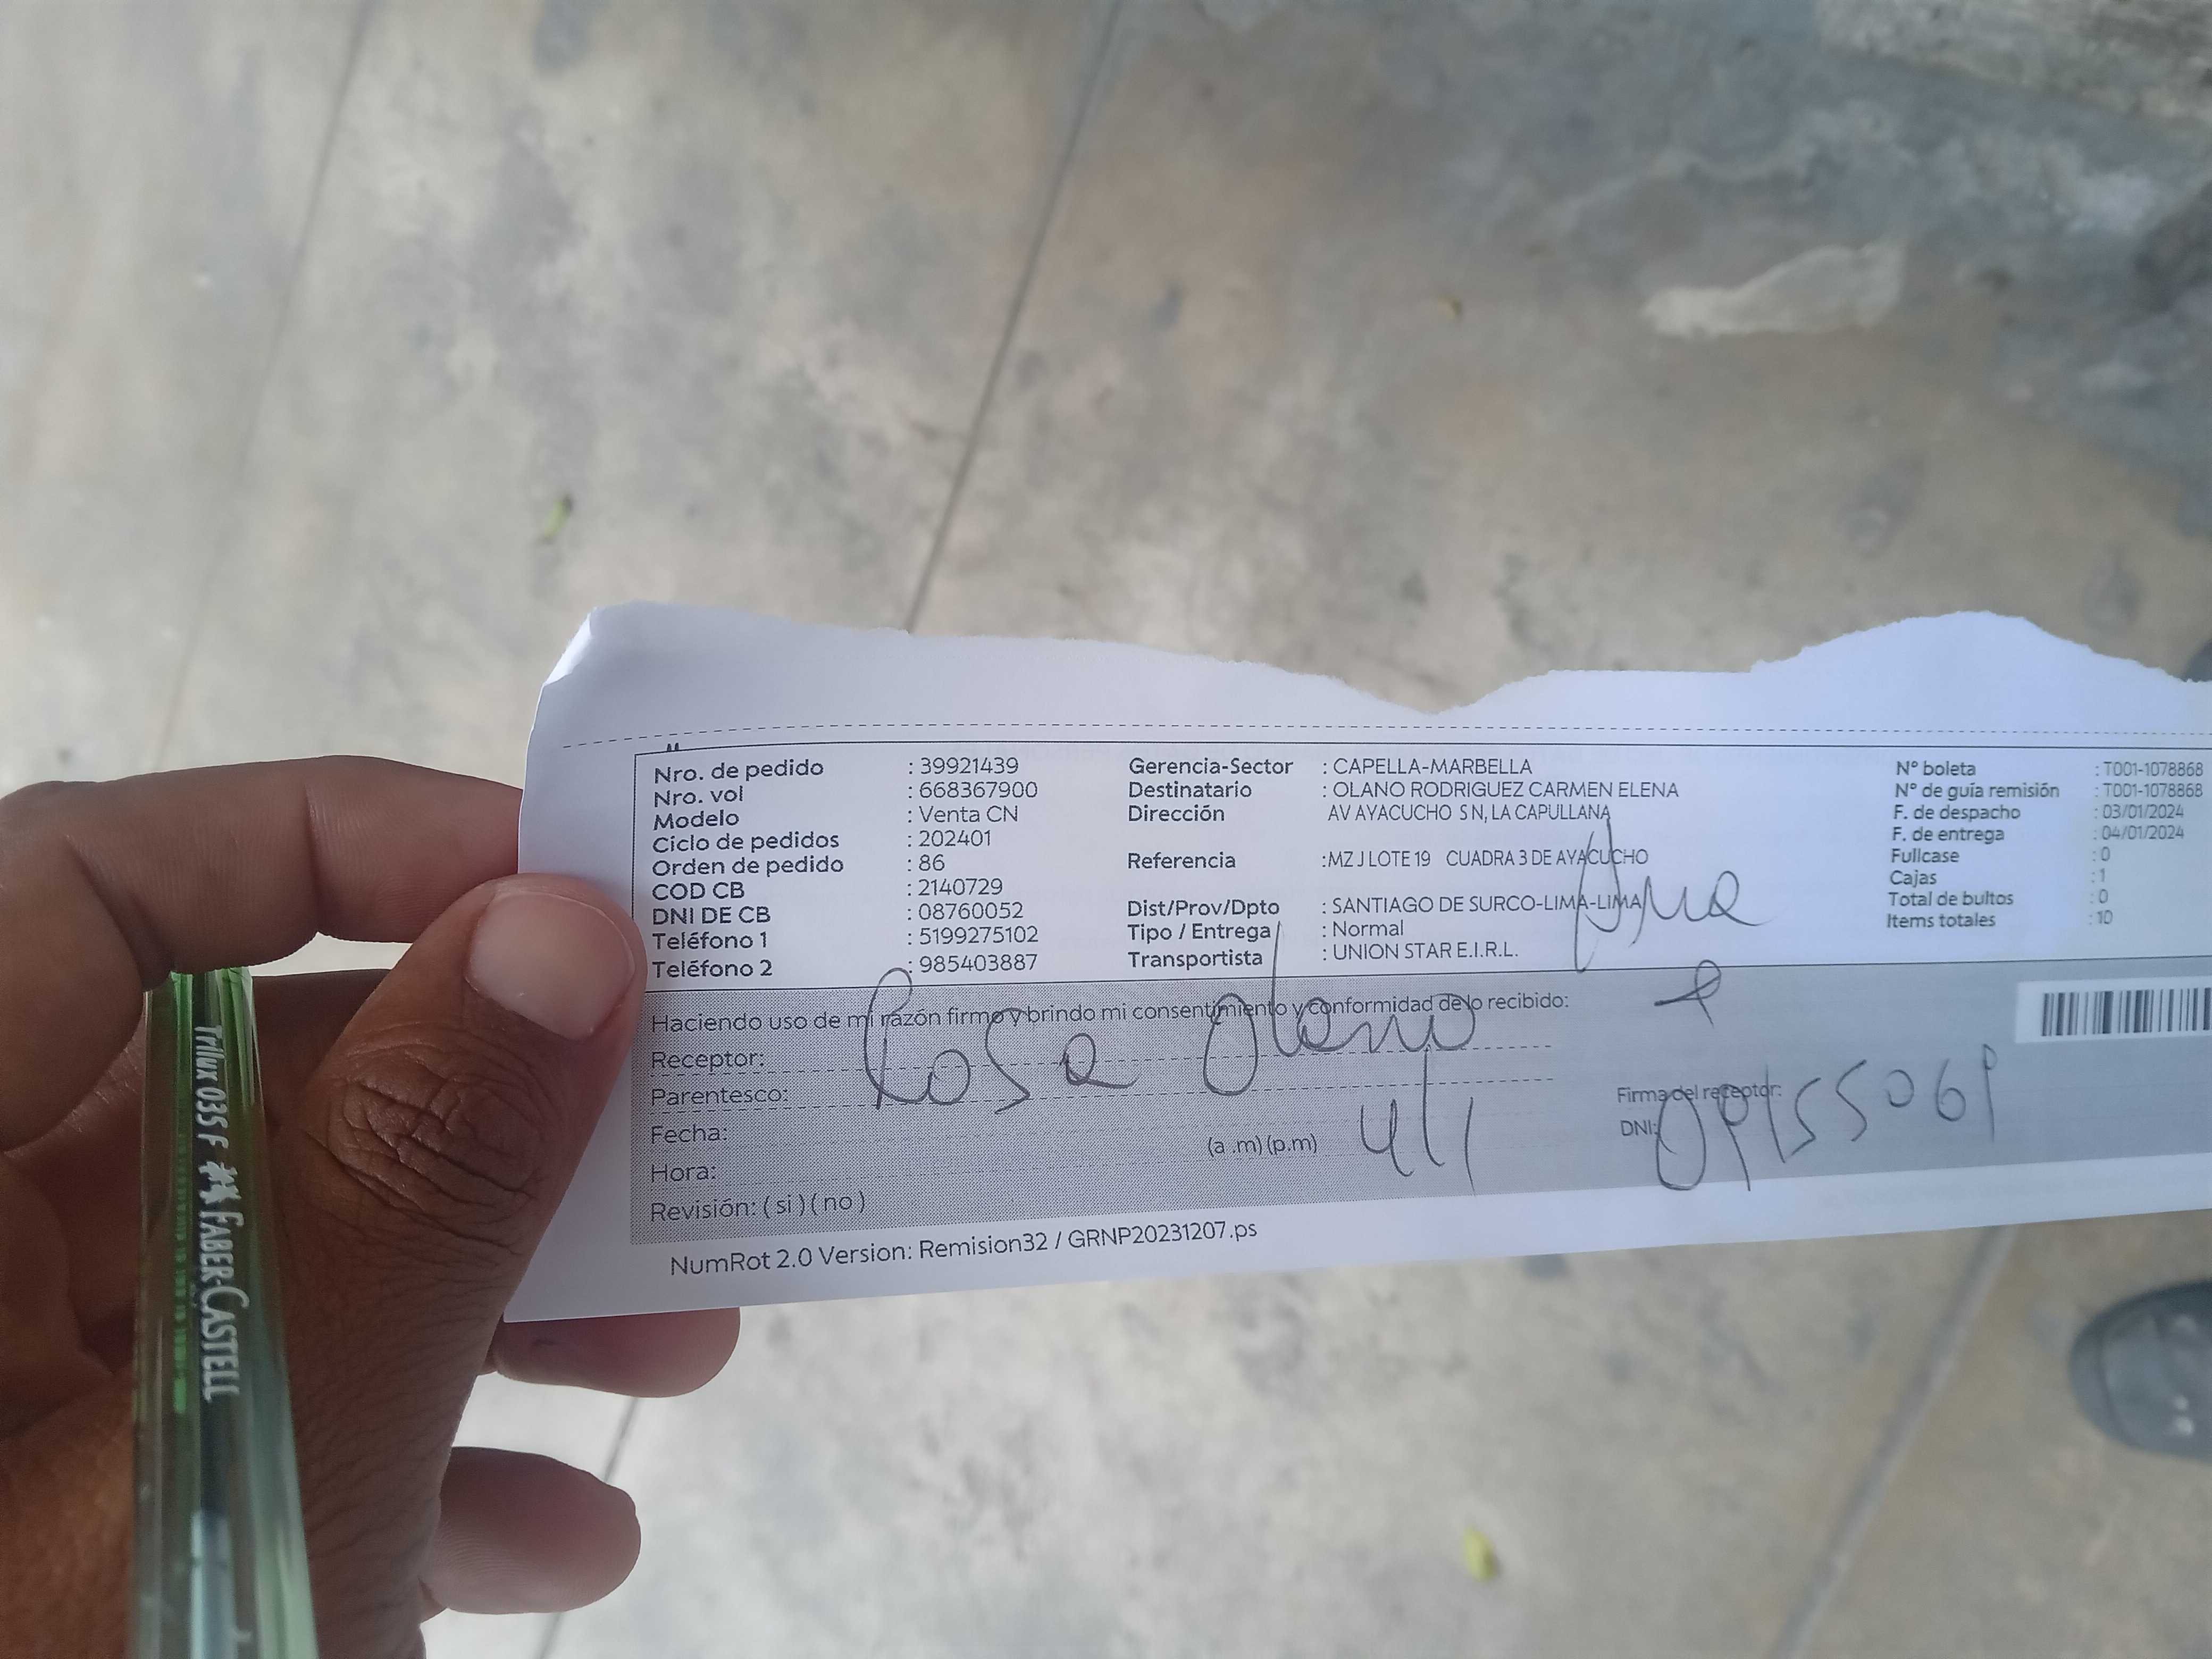 Nro. de pedido : 39921439 Gerencia-Sector : CAPELLA-MARBELLA Nº boleta : T001-1078868
Nro. vol : 668367900 Destinatario : OLANO RODRIGUEZ CARMEN ELENA Nº de guía remisión : T001-1078868
Modelo : Venta CN Dirección AV AYACUCHO S N, LA CAPULLANA F. de despacho : 03/01/2024
Ciclo de pedidos : 202401 F. de entrega : 04/01/2024
Orden de pedido : 86 Referencia :MZ J LOTE 19 CUADRA 3 DE AYACUCHO Fullcase : 0
COD CB : 2140729 Cajas : 1
DNI DE CB : 08760052 Dist/Prov/Dpto : SANTIAGO DE SURCO-LIMA-LIMA Total de bultos : 0
Teléfono 1 : 5199275102 Tipo / Entrega : Normal Items totales : 10
Teléfono 2 : 985403887 Transportista : UNION STAR E.I.R.L.
Haciendo uso de mi razón firmo y brindo mi consentimiento y conformidad de lo recibido:
Receptor: Rosa Olano
Parentesco:
Firma del receptor:
Fecha: 4/1
DNI:
Hora: (a .m) (p.m)
Revisión: ( si ) ( no )
NumRot 2.0 Version: Remision32 / GRNP20231207.ps
Trilux 035 F FABER-CASTELL